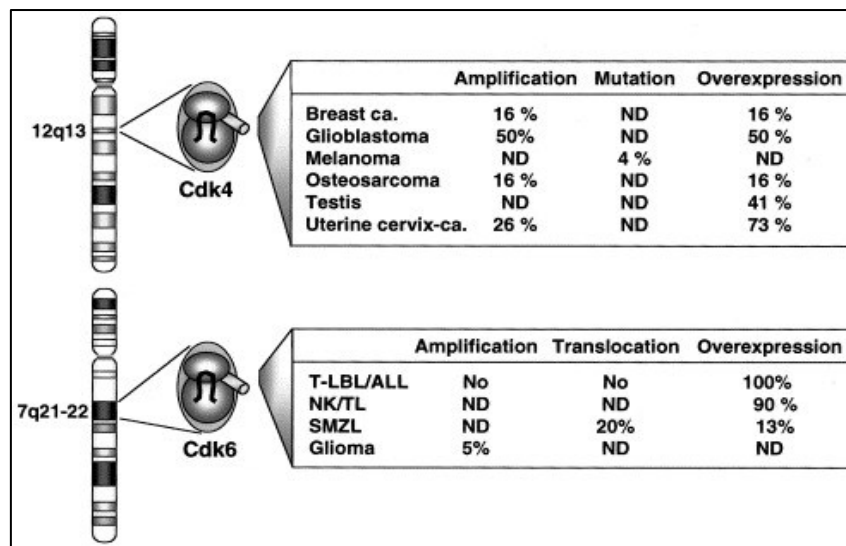 Amplification Mutation Overexpression
Breast ca. 16 % ND 16 %
Glioblastoma 50% ND 50 %
Melanoma ND 4 % ND
Osteosarcoma 16 % ND 16 %
Testis ND ND 41 %
Uterine cervix-ca. 26 % ND 73 %
12q13
Cdk4
Amplification Translocation Overexpression
T-LBL/ALL No No 100%
NK/TL ND ND 90 %
SMZL ND 20% 13%
Glioma 5% ND ND
7q21-22
Cdk6